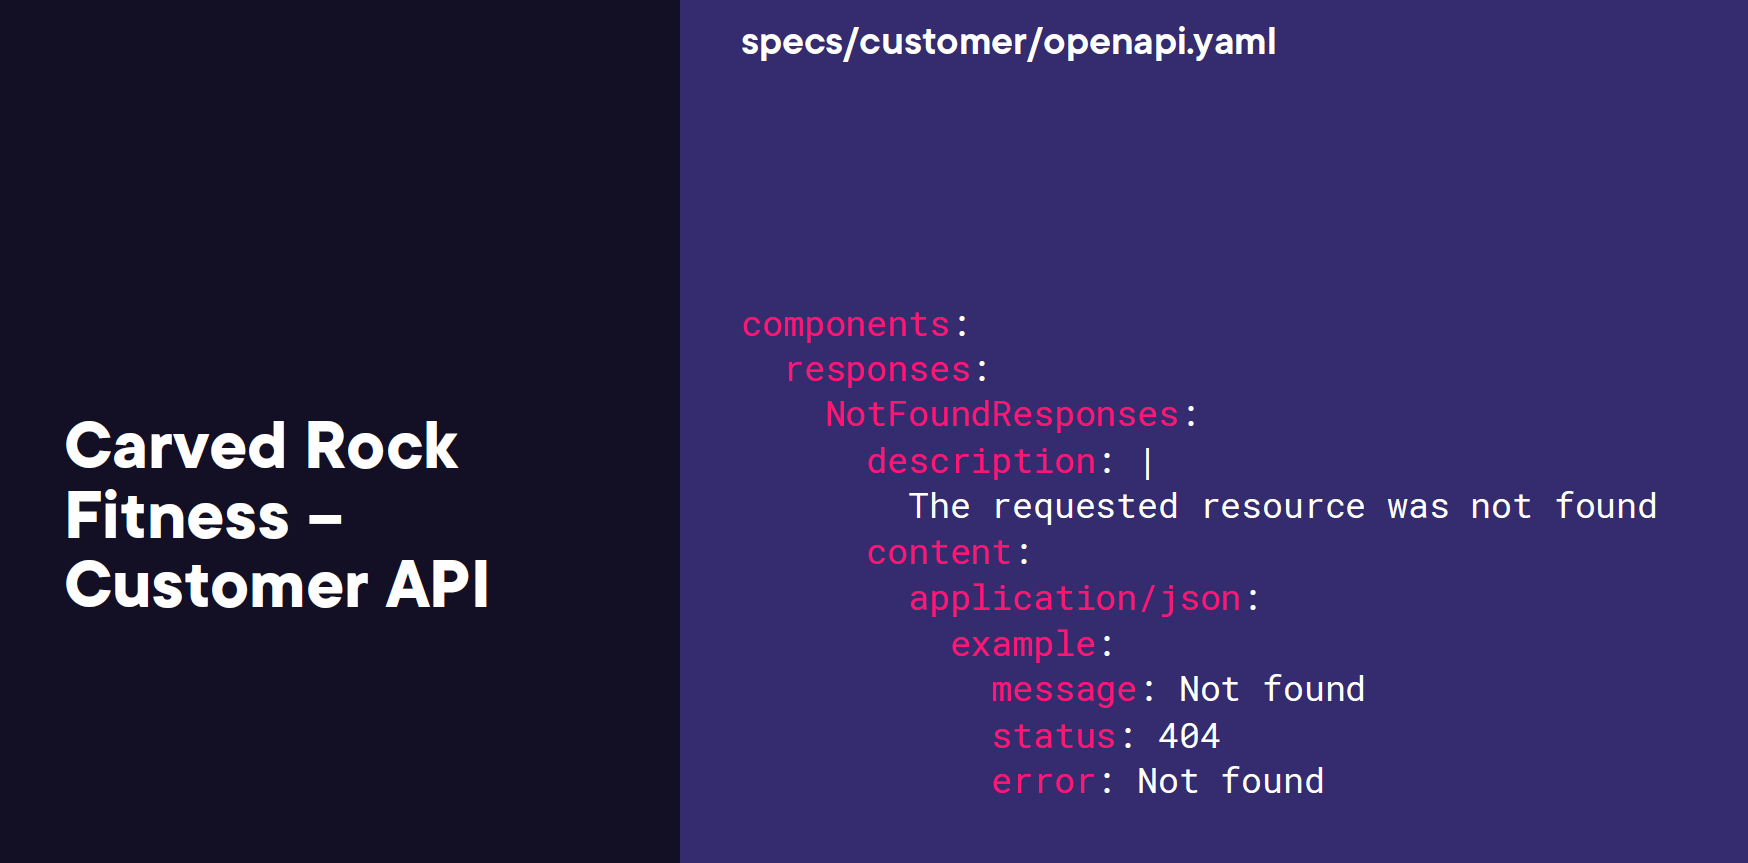 Carved Rock
Fitness –
Customer API
specs/customer/openapi.yaml
components:
  responses:
    NotFoundResponses:
      description: |
        The requested resource was not found
      content:
        application/json:
          example:
            message: Not found
            status: 404
            error: Not found